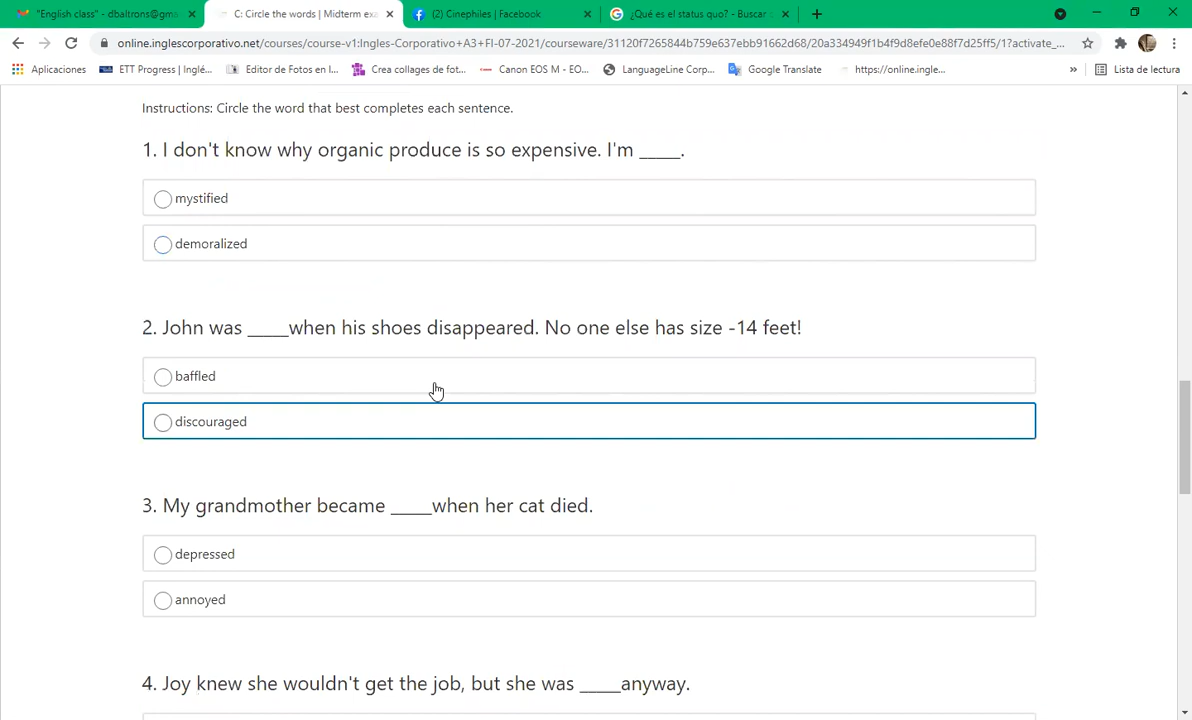 "English class" - dbaltrons@gma
C: Circle the words | Midterm exa
(2) Cinephiles | Facebook
¿Qué es el status quo? - Buscar c
online.inglescorporativo.net/courses/course-v1:Ingles-Corporativo+A3+FI-07-2021/courseware/31120f7265844b759e637ebb91662d68/20a334949f1b4f9d8efe0e88f7d25ff5/1?activate_...
Aplicaciones
ETT Progress | Inglé...
Editor de Fotos en l...
Crea collages de fot...
Canon EOS M - EO...
LanguageLine Corp...
Google Translate
https://online.ingle...
»
Lista de lectura
Instructions: Circle the word that best completes each sentence.
1. I don't know why organic produce is so expensive. I'm _____.
mystified
demoralized
2. John was _____when his shoes disappeared. No one else has size -14 feet!
baffled
discouraged
3. My grandmother became _____when her cat died.
depressed
annoyed
4. Joy knew she wouldn't get the job, but she was _____anyway.